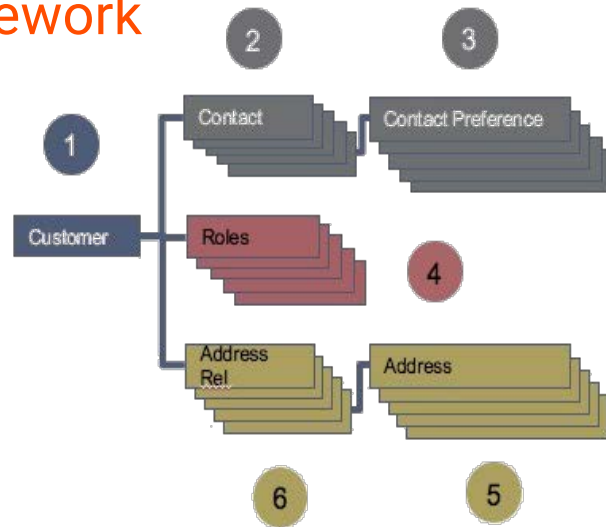 ework
2
3
Contact
Contact Preference
1
Customer
Roles
4
Address
Rel
Address
6
5